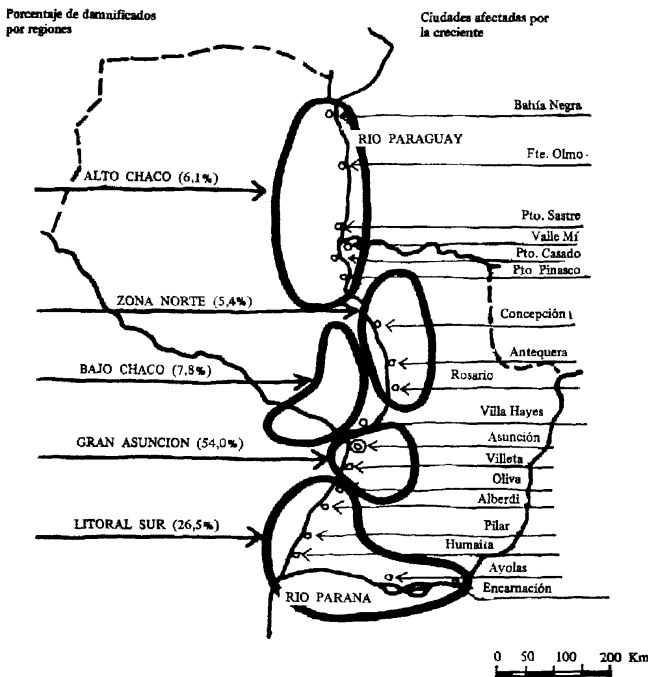 Porcentaje de damnificados
por regiones
Ciudades afectadas por
la creciente
Bahía Negra
RIO PARAGUAY
Fte. Olmo
ALTO CHACO (6,1%)
Pto. Sastre
Valle Mí
Pto. Casado
Pto Pinasco
ZONA NORTE (5,4%)
Concepción
Antequera
BAJO CHACO (7,8%)
Rosario
Villa Hayes
Asunción
GRAN ASUNCION (54,0%)
Villeta
Oliva
Alberdi
LITORAL SUR (26,5%)
Pilar
Humaita
Ayolas
Encarnación
RIO PARANA
0 50 100 200 Km